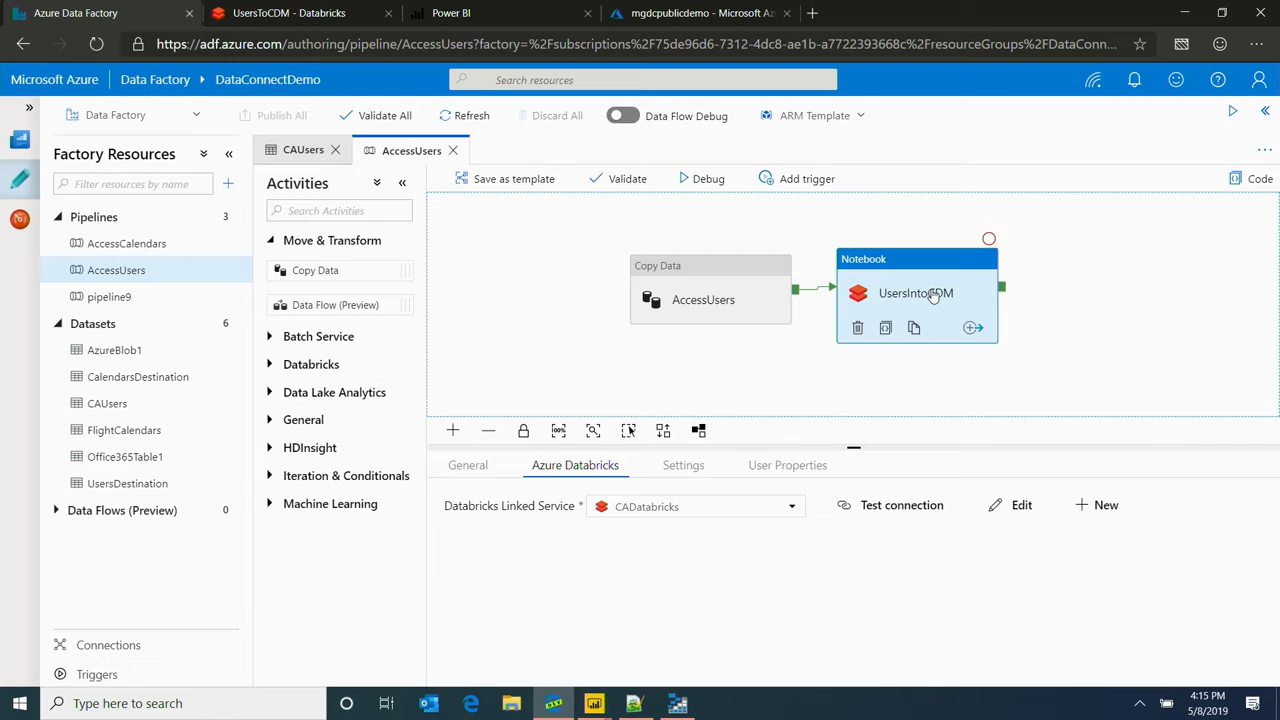 Data Factory
UsersToCDM - Databricks
Power BI
mgdcpublicdemo - Microsoft Az
https://adf.azure.com/authoring/pipeline/AccessUsers?factory=%2Fsubscriptions%2F75de96d6-7312-4dc8-ae1b-a7722393668c%2FresourceGroups%2FDataConn...
Microsoft Azure
Data Factory
DataConnectDemo
Search resources
Data Factory
Publish All
Validate All
Refresh
Discard All
Data Flow Debug
ARM Template
Factory Resources
CAUsers
AccessUsers
Filter resources by name
Activities
Save as template
Validate
Debug
Add trigger
Code
Search Activities
Pipelines
3
AccessCalendars
AccessUsers
pipeline9
Datasets
6
AzureBlob1
CalendarsDestination
CAUsers
FlightCalendars
Office365Table1
UsersDestination
Data Flows (Preview)
0
Move & Transform
Copy Data
Data Flow (Preview)
Batch Service
Databricks
Data Lake Analytics
General
HDInsight
Iteration & Conditionals
Machine Learning
Copy Data
AccessUsers
Notebook
UsersIntoCDM
100%
General
Azure Databricks
Settings
User Properties
Databricks Linked Service *
CADatabricks
Test connection
Edit
New
Connections
Triggers
Type here to search
4:15 PM
5/8/2019